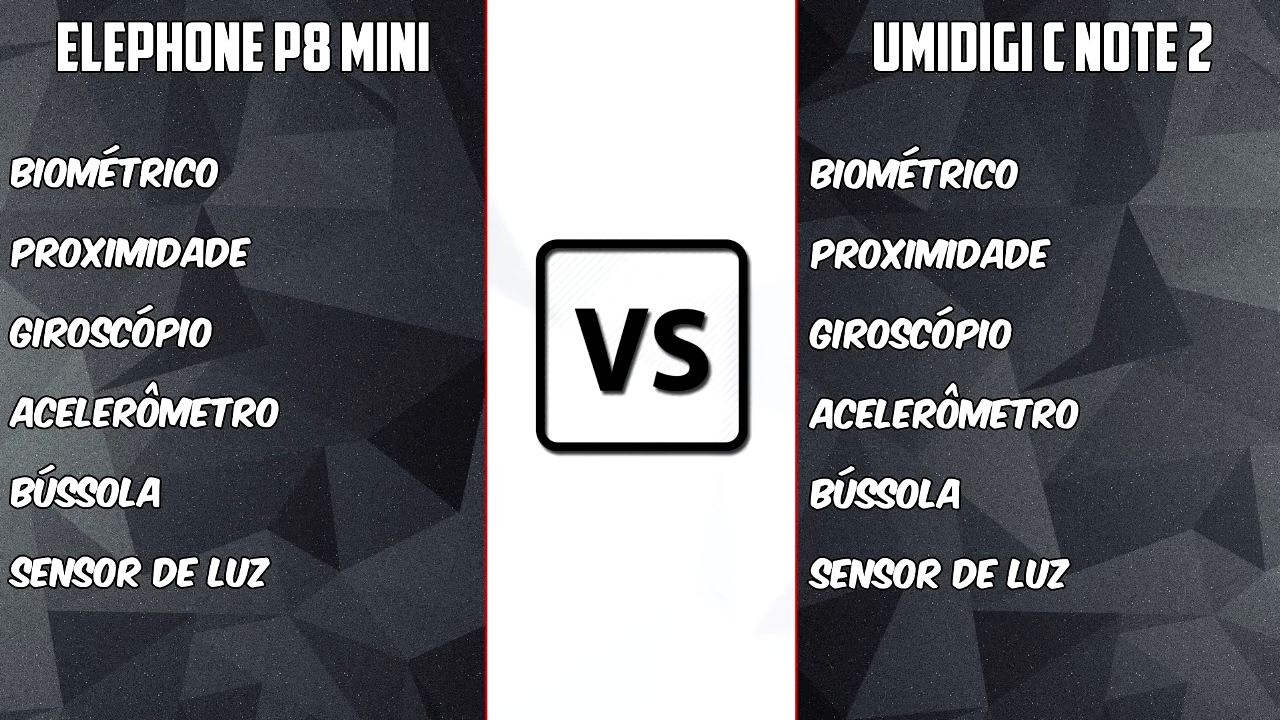 ELEPHONE P8 MINI
BIOMÉTRICO
PROXIMIDADE
GIROSCÓPIO
ACELERÔMETRO
BÚSSOLA
SENSOR DE LUZ
VS
UMIDIGI C NOTE 2
BIOMÉTRICO
PROXIMIDADE
GIROSCÓPIO
ACELERÔMETRO
BÚSSOLA
SENSOR DE LUZ